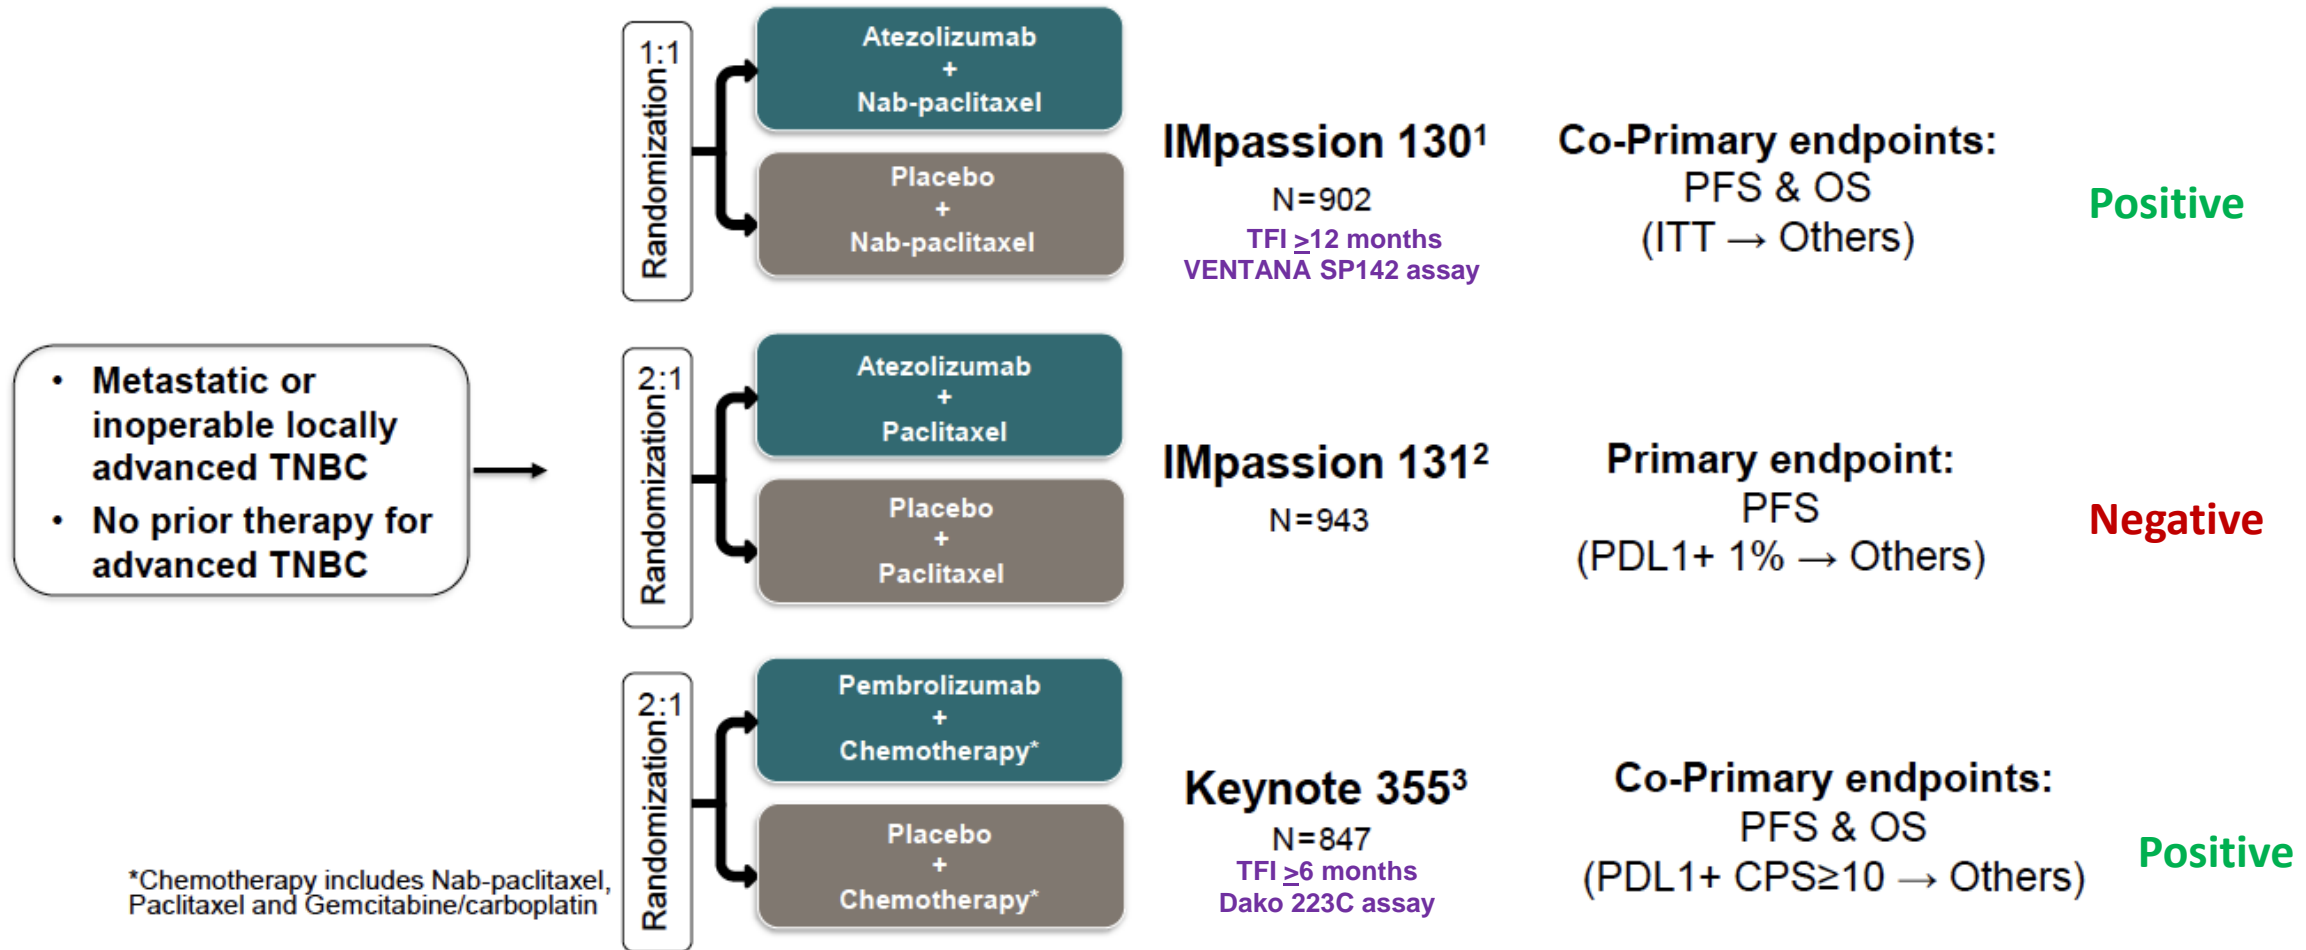 • Metastatic or
inoperable locally
advanced TNBC
• No prior therapy for
advanced TNBC
Randomization
1:1
Atezolizumab
+
Nab-paclitaxel
Placebo
+
Nab-paclitaxel
IMpassion 130¹
N=902
TFI ≥12 months
VENTANA SP142 assay
Co-Primary endpoints:
PFS & OS
(ITT → Others)
Positive
Randomization
2:1
Atezolizumab
+
Paclitaxel
Placebo
+
Paclitaxel
IMpassion 131²
N=943
Primary endpoint:
PFS
(PDL1+ 1% → Others)
Negative
Randomization
2:1
Pembrolizumab
+
Chemotherapy*
Placebo
+
Chemotherapy*
Keynote 355³
N=847
TFI ≥6 months
Dako 223C assay
Co-Primary endpoints:
PFS & OS
(PDL1+ CPS≥10 → Others)
Positive
*Chemotherapy includes Nab-paclitaxel,
Paclitaxel and Gemcitabine/carboplatin